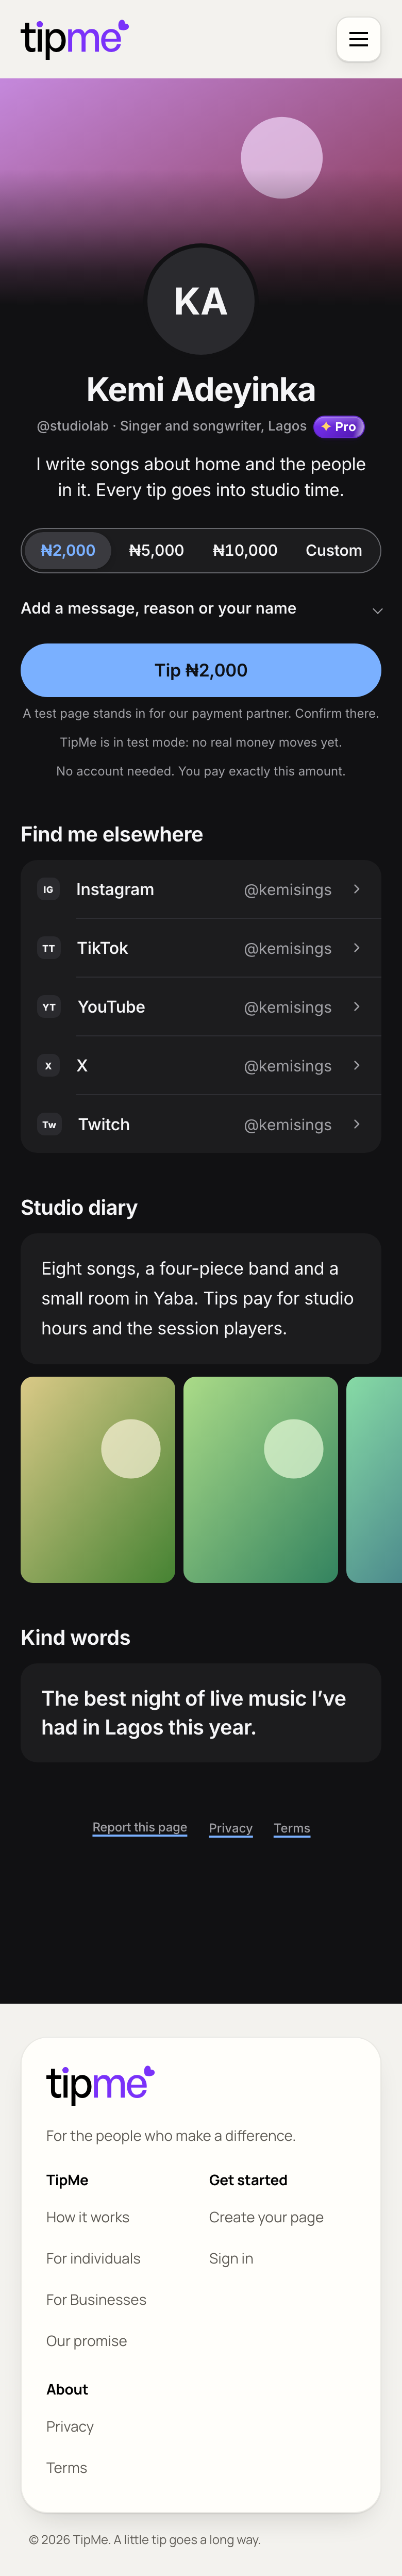 tipme
KA
Kemi Adeyinka
@studiolab · Singer and songwriter, Lagos ✦ Pro
I write songs about home and the people
in it. Every tip goes into studio time.
₦2,000 ₦5,000 ₦10,000 Custom
Add a message, reason or your name
Tip ₦2,000
A test page stands in for our payment partner. Confirm there.
TipMe is in test mode: no real money moves yet.
No account needed. You pay exactly this amount.
Find me elsewhere
IG Instagram @kemisings
TT TikTok @kemisings
YT YouTube @kemisings
X X @kemisings
Tw Twitch @kemisings
Studio diary
Eight songs, a four-piece band and a
small room in Yaba. Tips pay for studio
hours and the session players.
Kind words
The best night of live music I’ve
had in Lagos this year.
Report this page Privacy Terms
tipme
For the people who make a difference.
TipMe
How it works
For individuals
For Businesses
Our promise
Get started
Create your page
Sign in
About
Privacy
Terms
© 2026 TipMe. A little tip goes a long way.